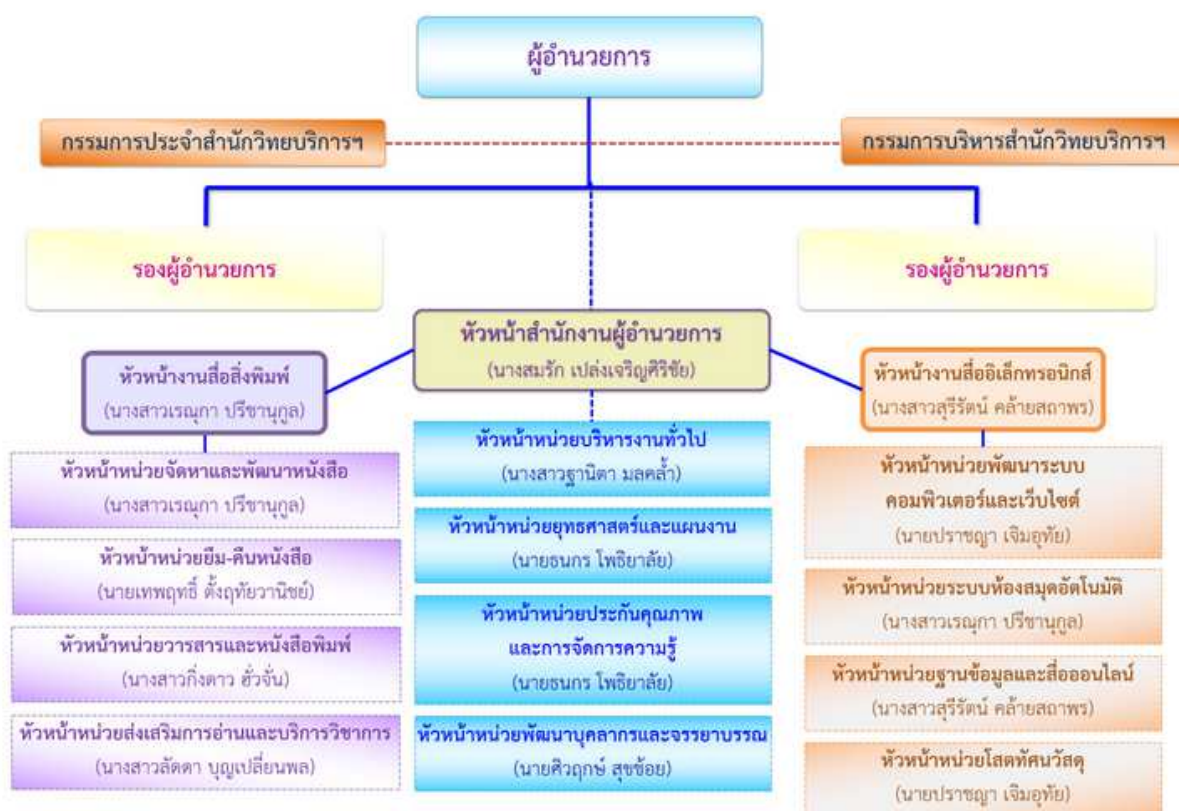 ผู้อำนวยการ
กรรมการประจำสำนักวิทยบริการฯ
กรรมการบริหารสำนักวิทยบริการฯ
รองผู้อำนวยการ
รองผู้อำนวยการ
หัวหน้าสำนักงานผู้อำนวยการ
(นางสมรัก เปล่งเจริญศิริชัย)
หัวหน้างานสื่อสิ่งพิมพ์
(นางสาวเรณุกา ปรีชานุกูล)
หัวหน้าหน่วยจัดหาและพัฒนาหนังสือ
(นางสาวเรณุกา ปรีชานุกูล)
หัวหน้าหน่วยยืม-คืนหนังสือ
(นายเทพฤทธิ์ ตั้งฤทัยวานิชย์)
หัวหน้าหน่วยวารสารและหนังสือพิมพ์
(นางสาวกิ่งดาว ฮั่วจั่น)
หัวหน้าหน่วยส่งเสริมการอ่านและบริการวิชาการ
(นางสาวลัดดา บุญเปลี่ยนพล)
หัวหน้าหน่วยบริหารงานทั่วไป
(นางสาวฐานิตา มลคล้ำ)
หัวหน้าหน่วยยุทธศาสตร์และแผนงาน
(นายธนกร โพธิยาลัย)
หัวหน้าหน่วยประกันคุณภาพ
และการจัดการความรู้
(นายธนกร โพธิยาลัย)
หัวหน้าหน่วยพัฒนาบุคลากรและจรรยาบรรณ
(นายศิวฤกษ์ สุขช้อย)
หัวหน้างานสื่ออิเล็กทรอนิกส์
(นางสาวสุรีรัตน์ คล้ายสถาพร)
หัวหน้าหน่วยพัฒนาระบบ
คอมพิวเตอร์และเว็บไซต์
(นายปราชญา เจิมอุทัย)
หัวหน้าหน่วยระบบห้องสมุดอัตโนมัติ
(นางสาวเรณุกา ปรีชานุกูล)
หัวหน้าหน่วยฐานข้อมูลและสื่อออนไลน์
(นางสาวสุรีรัตน์ คล้ายสถาพร)
หัวหน้าหน่วยโสตทัศนวัสดุ
(นายปราชญา เจิมอุทัย)